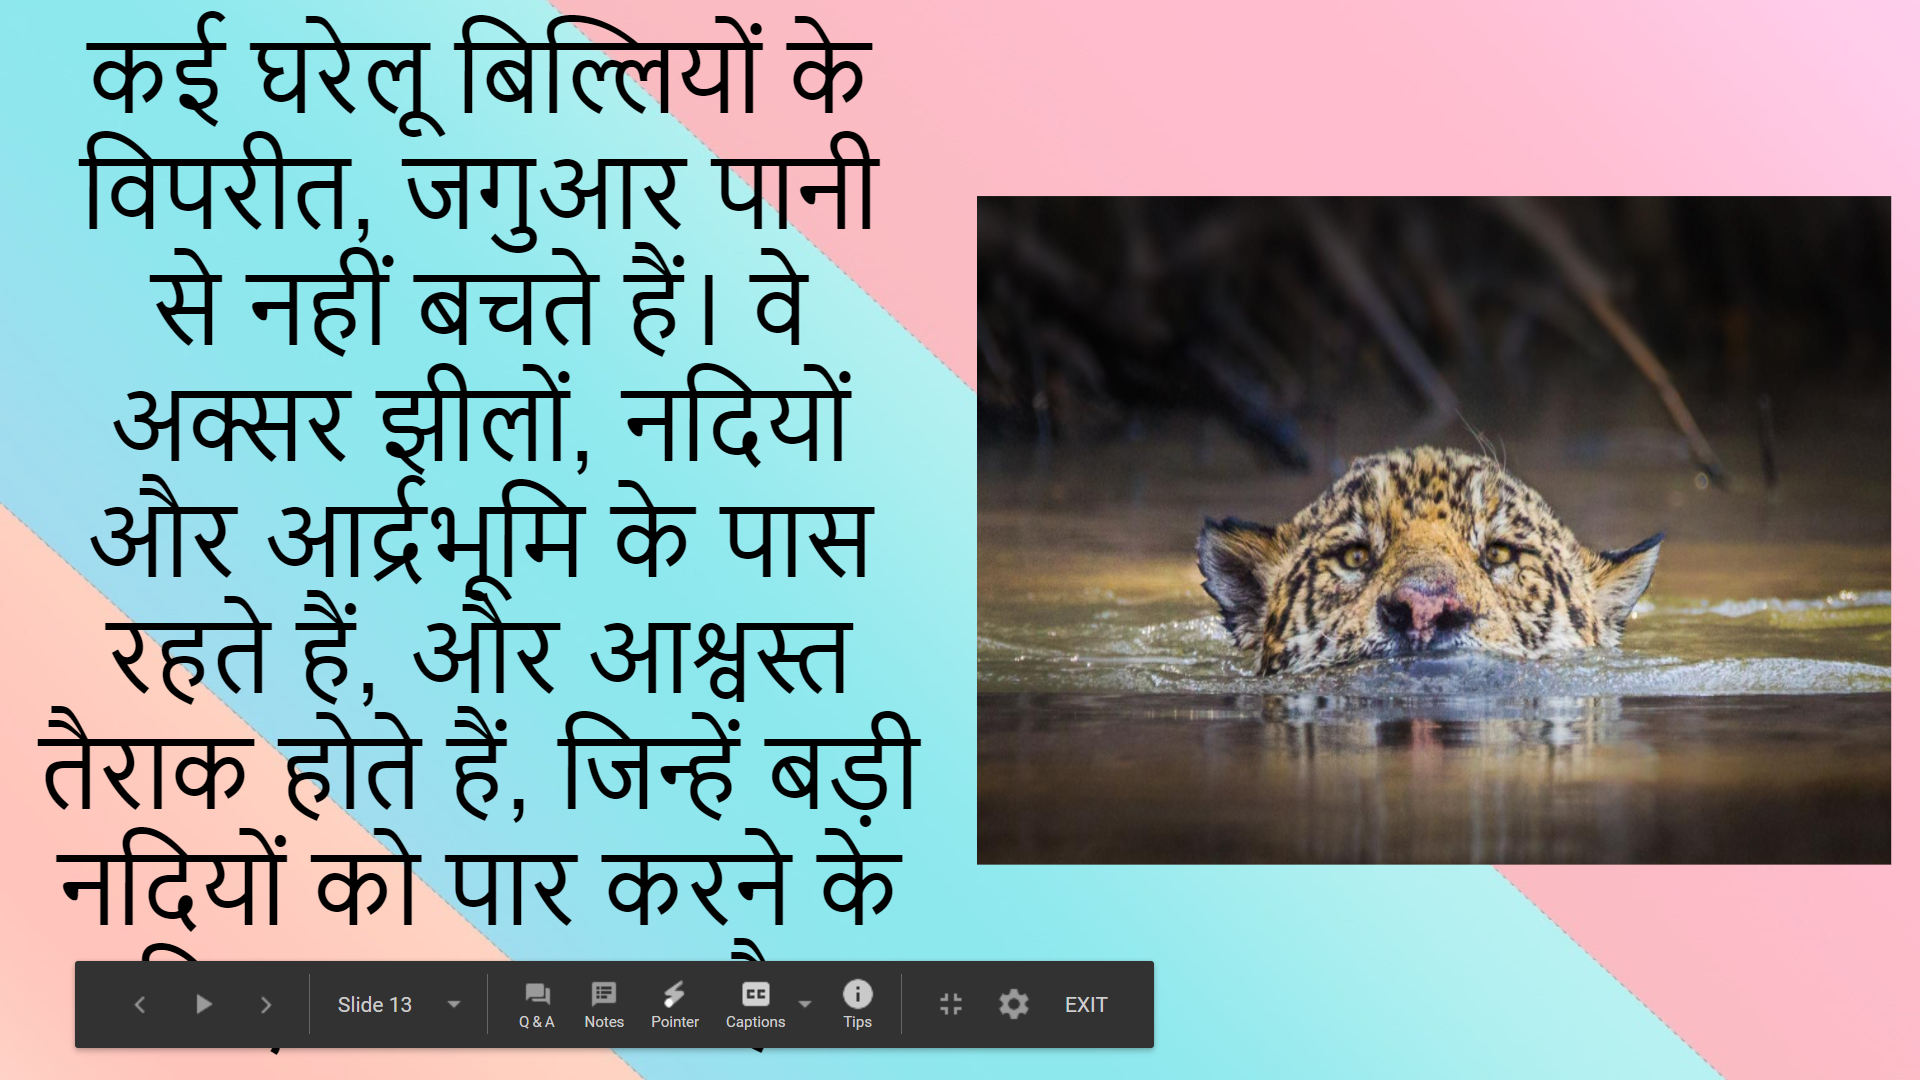 कई घरेलू बिल्लियों के
विपरीत, जगुआर पानी
से नहीं बचते हैं। वे
अक्सर झीलों, नदियों
और आर्द्रभूमि के पास
रहते हैं, और आश्वस्त
तैराक होते हैं, जिन्हें बड़ी
नदियों को पार करने के
Slide 13
Q & A
Notes
Pointer
CC
Captions
Tips
EXIT